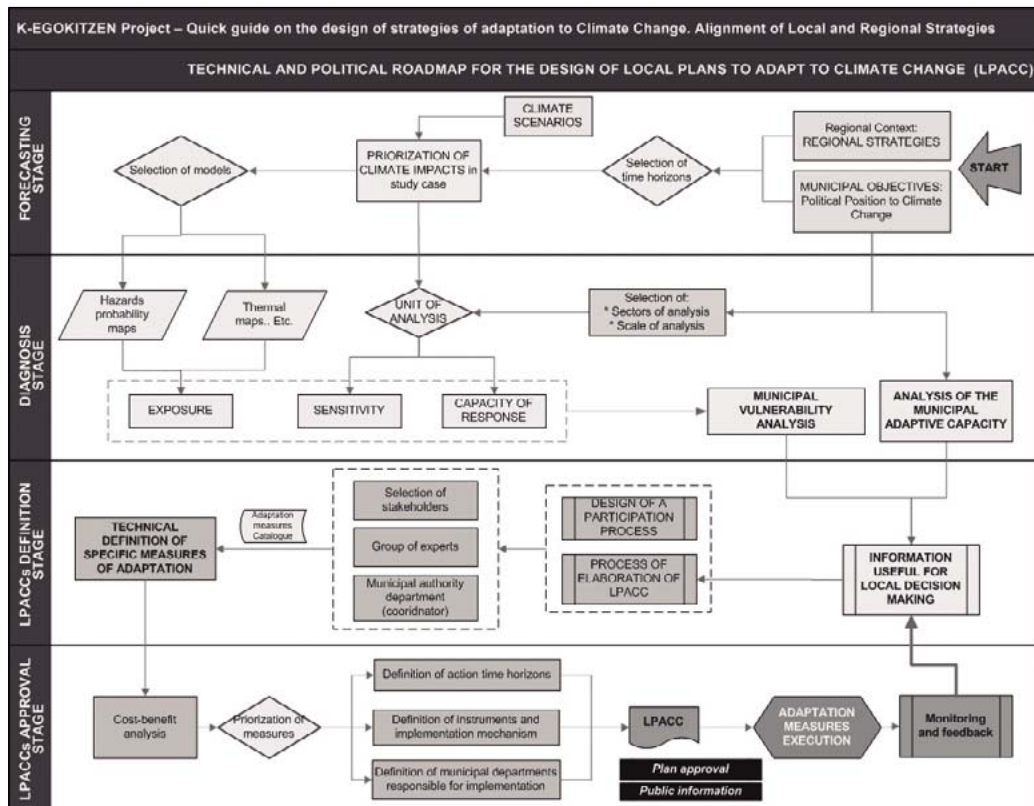 K-EGOKITZEN Project – Quick guide on the design of strategies of adaptation to Climate Change. Alignment of Local and Regional Strategies
TECHNICAL AND POLITICAL ROADMAP FOR THE DESIGN OF LOCAL PLANS TO ADAPT TO CLIMATE CHANGE (LPACC)
FORECASTING
STAGE
START
Regional Context:
REGIONAL STRATEGIES
MUNICIPAL OBJECTIVES:
Political Position to Climate
Change
Selection of
time horizons
CLIMATE
SCENARIOS
PRIORIZATION OF
CLIMATE IMPACTS in
study case
Selection of models
DIAGNOSIS
STAGE
Hazards
probability
maps
Thermal
maps.. Etc.
UNIT OF
ANALYSIS
Selection of:
* Sectors of analysis
* Scale of analysis
EXPOSURE
SENSITIVITY
CAPACITY OF
RESPONSE
MUNICIPAL
VULNERABILITY
ANALYSIS
ANALYSIS OF THE
MUNICIPAL
ADAPTIVE CAPACITY
LPACCs DEFINITION
STAGE
INFORMATION
USEFUL FOR
LOCAL DECISION
MAKING
DESIGN OF A
PARTICIPATION
PROCESS
PROCESS OF
ELABORATION OF
LPACC
Selection of
stakeholders
Group of experts
Municipal authority
department
(cooridnator)
Adaptation
measures
Catalogue
TECHNICAL
DEFINITION OF
SPECIFIC MEASURES
OF ADAPTATION
LPACCs APPROVAL
STAGE
Cost-benefit
analysis
Priorization of
measures
Definition of action time horizons
Definition of instruments and
implementation mechanism
Definition of municipal departments
responsible for implementation
LPACC
Plan approval
Public information
ADAPTATION
MEASURES
EXECUTION
Monitoring
and feedback